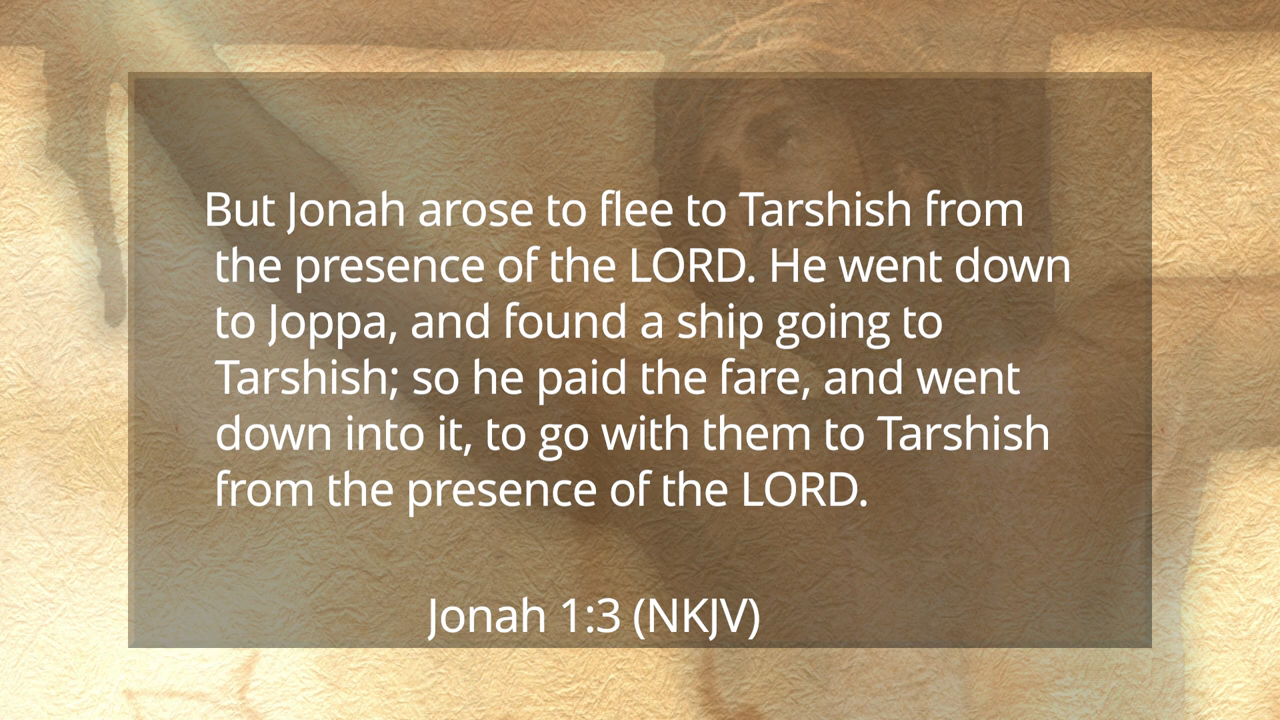 But Jonah arose to flee to Tarshish from
the presence of the LORD. He went down
to Joppa, and found a ship going to
Tarshish; so he paid the fare, and went
down into it, to go with them to Tarshish
from the presence of the LORD.
Jonah 1:3 (NKJV)